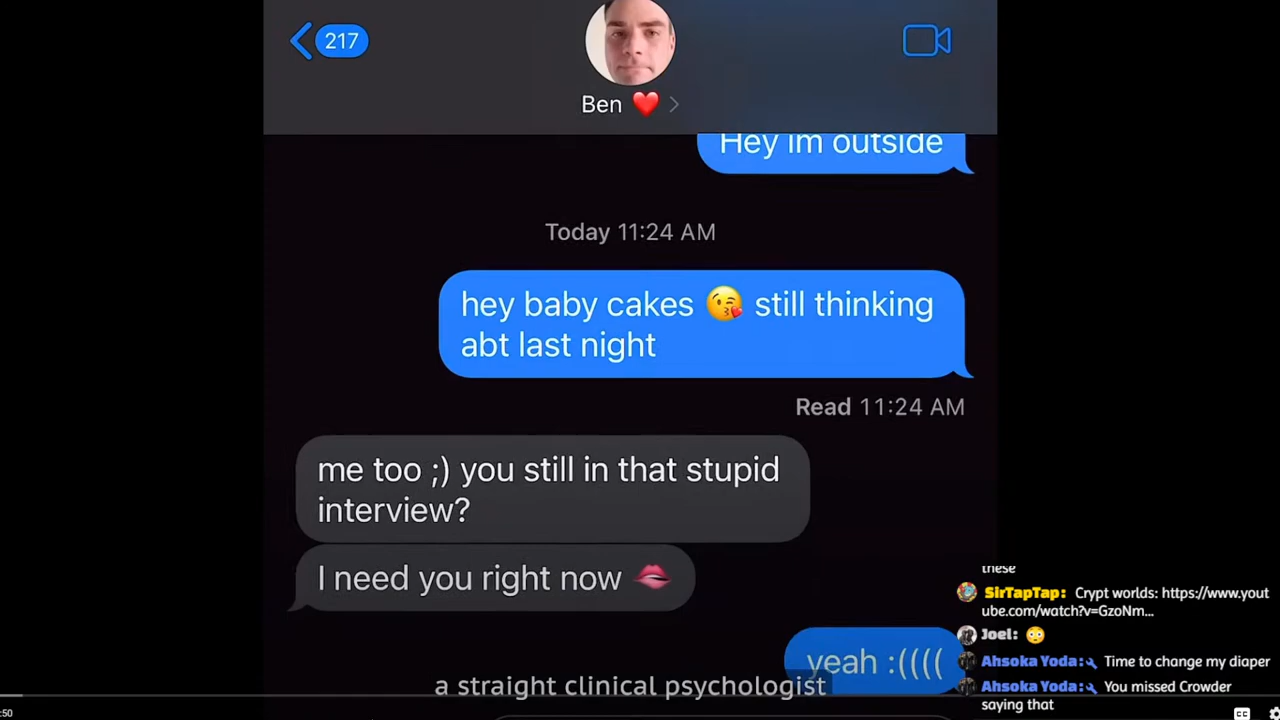 217
Ben ❤️ >
Hey im outside
Today 11:24 AM
hey baby cakes 😘 still thinking
abt last night
Read 11:24 AM
me too ;) you still in that stupid
interview?
I need you right now 🫦
yeah :((((
a straight clinical psychologist
these
SirTapTap: Crypt worlds: https://www.yout
ube.com/watch?v=GzoNm...
Joel: 😳
Ahsoka Yoda: Time to change my diaper
Ahsoka Yoda: You missed Crowder
saying that
:50
CC